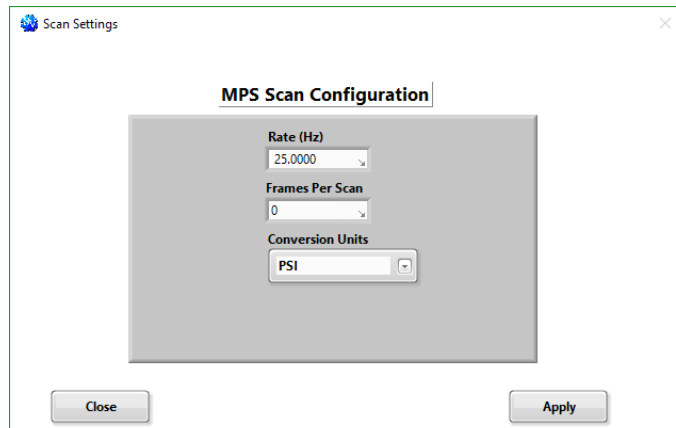 Scan Settings
MPS Scan Configuration
Rate (Hz)
25.0000
Frames Per Scan
0
Conversion Units
PSI
Close
Apply